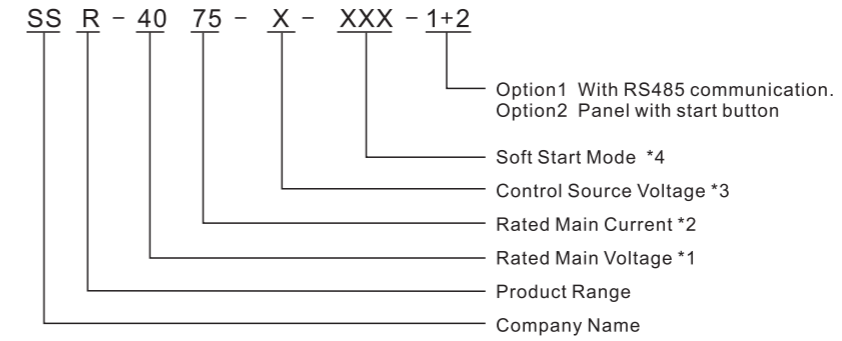 SS R - 40 75 - X - XXX - 1+2
Option1 With RS485 communication.
Option2 Panel with start button
Soft Start Mode *4
Control Source Voltage *3
Rated Main Current *2
Rated Main Voltage *1
Product Range
Company Name